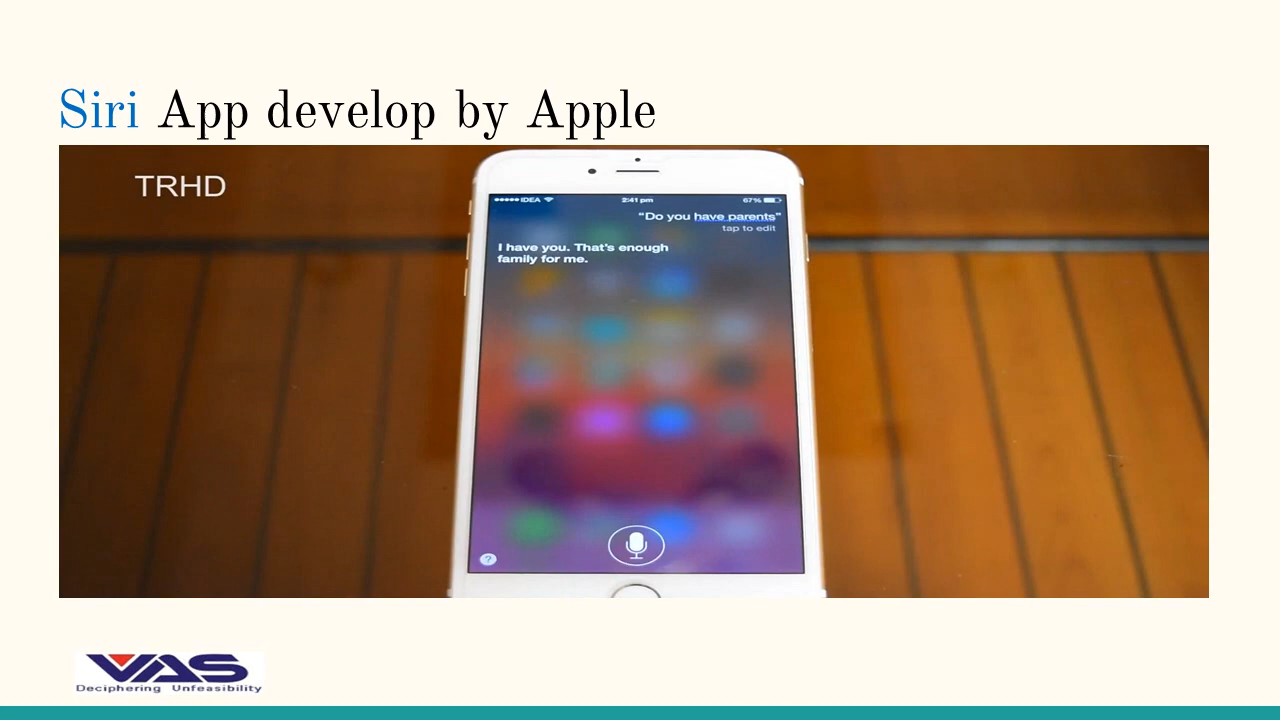 Siri App develop by Apple
TRHD
IDEA 2:41 pm 67%
“Do you have parents”
tap to edit
I have you. That's enough
family for me.
?
VAS
Deciphering Unfeasibility